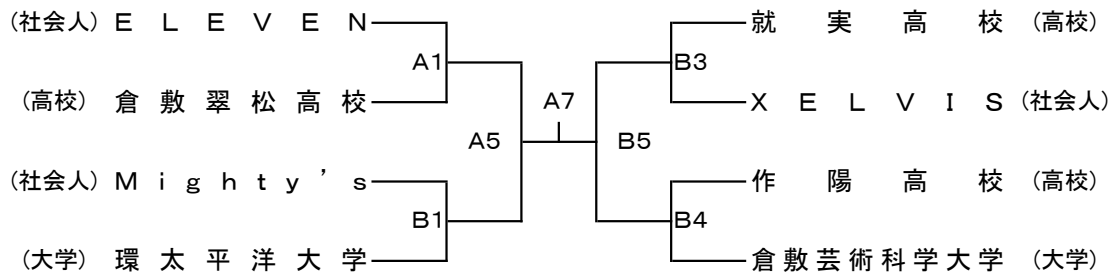 (社会人) ＥＬＥＶＥＮ
就実高校 (高校)
A1
B3
(高校) 倉敷翠松高校
A7
ＸＥＬＶＩＳ (社会人)
A5
B5
(社会人) Ｍｉｇｈｔｙ’ｓ
作陽高校 (高校)
B1
B4
(大学) 環太平洋大学
倉敷芸術科学大学 (大学)